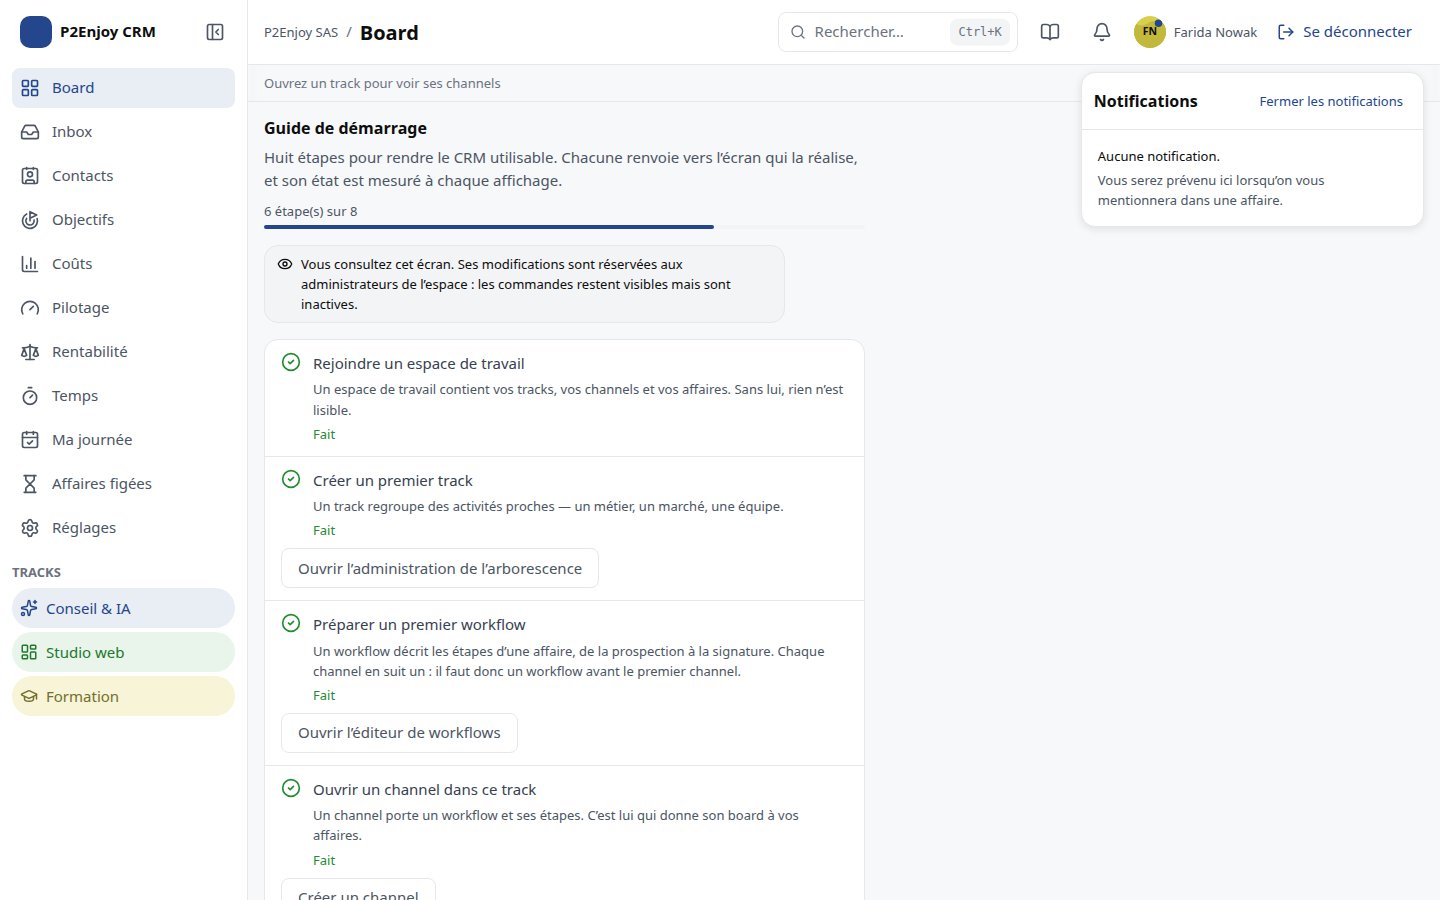 P2Enjoy CRM
Board
Inbox
Contacts
Objectifs
Coûts
Pilotage
Rentabilité
Temps
Ma journée
Affaires figées
Réglages
TRACKS
Conseil & IA
Studio web
Formation
P2Enjoy SAS / Board
Rechercher... Ctrl+K
FN Farida Nowak
Se déconnecter
Ouvrez un track pour voir ses channels
Guide de démarrage
Huit étapes pour rendre le CRM utilisable. Chacune renvoie vers l’écran qui la réalise,
et son état est mesuré à chaque affichage.
6 étape(s) sur 8
Vous consultez cet écran. Ses modifications sont réservées aux
administrateurs de l’espace : les commandes restent visibles mais sont
inactives.
Rejoindre un espace de travail
Un espace de travail contient vos tracks, vos channels et vos affaires. Sans lui, rien n’est
lisible.
Fait
Créer un premier track
Un track regroupe des activités proches — un métier, un marché, une équipe.
Fait
Ouvrir l’administration de l’arborescence
Préparer un premier workflow
Un workflow décrit les étapes d’une affaire, de la prospection à la signature. Chaque
channel en suit un : il faut donc un workflow avant le premier channel.
Fait
Ouvrir l’éditeur de workflows
Ouvrir un channel dans ce track
Un channel porte un workflow et ses étapes. C’est lui qui donne son board à vos
affaires.
Fait
Créer un channel
Notifications
Fermer les notifications
Aucune notification.
Vous serez prévenu ici lorsqu’on vous
mentionnera dans une affaire.